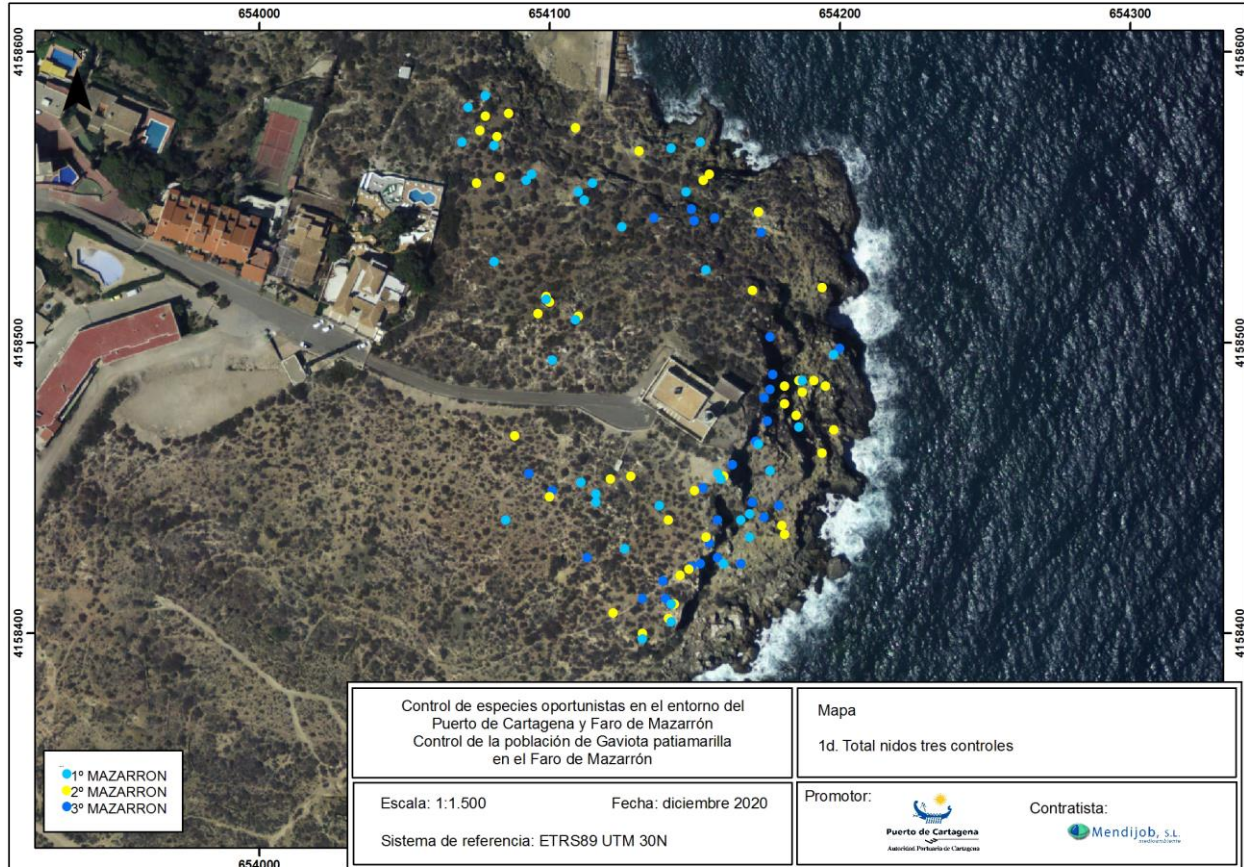 654000
654100
654200
654300
4158600
4158600
N
4158500
4158500
4158400
4158400
1º MAZARRON
2º MAZARRON
3º MAZARRON
654000
Control de especies oportunistas en el entorno del
Puerto de Cartagena y Faro de Mazarrón
Control de la población de Gaviota patiamarilla
en el Faro de Mazarrón
Mapa
1d. Total nidos tres controles
Escala: 1:1.500
Fecha: diciembre 2020
Sistema de referencia: ETRS89 UTM 30N
Promotor:
Puerto de Cartagena
Autoridad Portuaria de Cartagena
Contratista:
Mendijob, S.L.
medioambiente